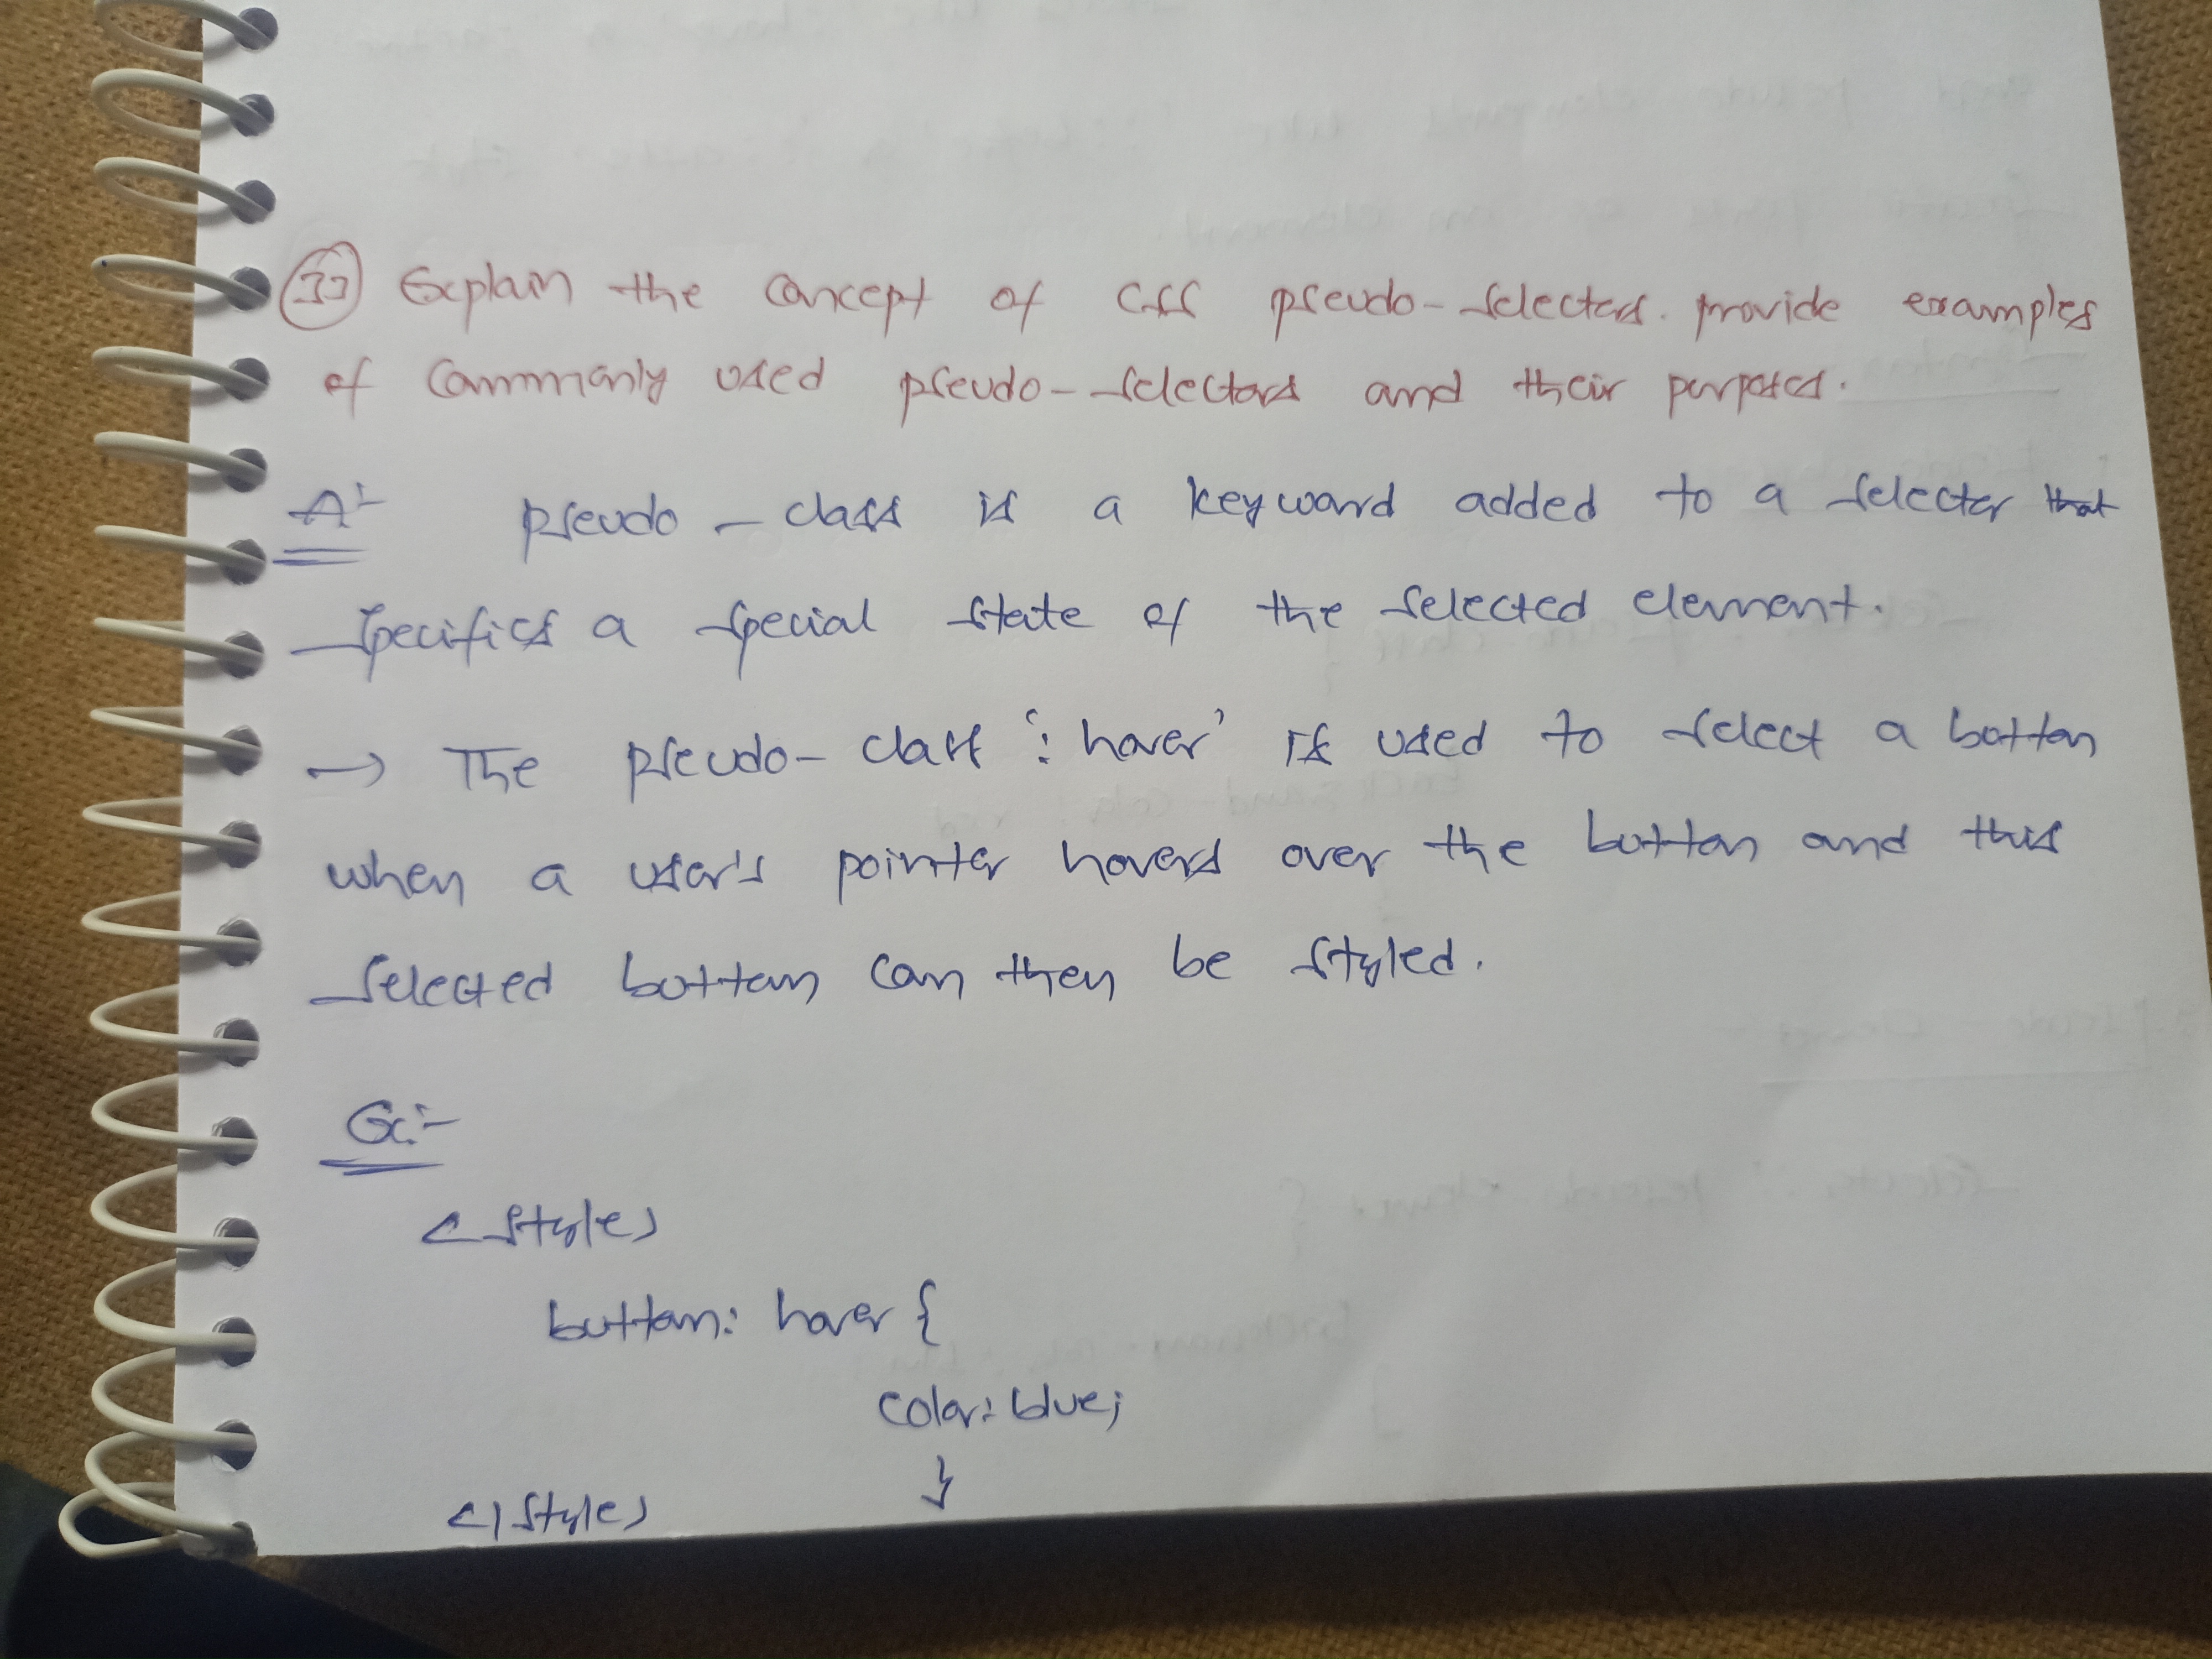 33 Explain the concept of CSS pseudo-selectors. provide examples
of commonly used pseudo-selectors and their purposes.
A:- pseudo-class is a keyword added to a selector that
specifies a special state of the selected element.
→ The pseudo-class ':hover' is used to select a button
when a user's pointer hovers over the button and this
selected button can then be styled.
Ex:-
<style>
button: hover {
color: blue;
}
</style>